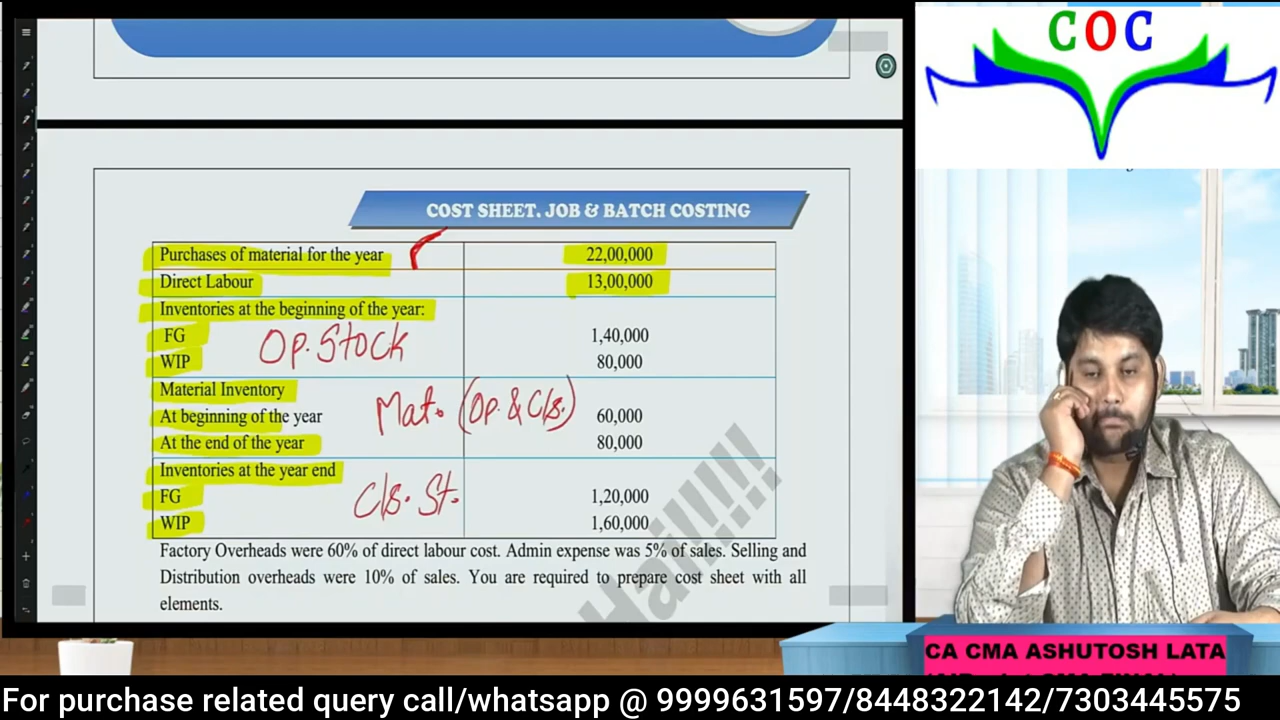 COC
COST SHEET. JOB & BATCH COSTING
Purchases of material for the year 22,00,000
Direct Labour 13,00,000
Inventories at the beginning of the year:
FG 1,40,000
Op. Stock
WIP 80,000
Material Inventory
At beginning of the year 60,000
Mat. (Op. & C/s.)
At the end of the year 80,000
Inventories at the year end
FG 1,20,000
C/s. St.
WIP 1,60,000
Factory Overheads were 60% of direct labour cost. Admin expense was 5% of sales. Selling and
Distribution overheads were 10% of sales. You are required to prepare cost sheet with all
elements.
Hail!!!!!
CA CMA ASHUTOSH LATA
For purchase related query call/whatsapp @ 9999631597/8448322142/7303445575